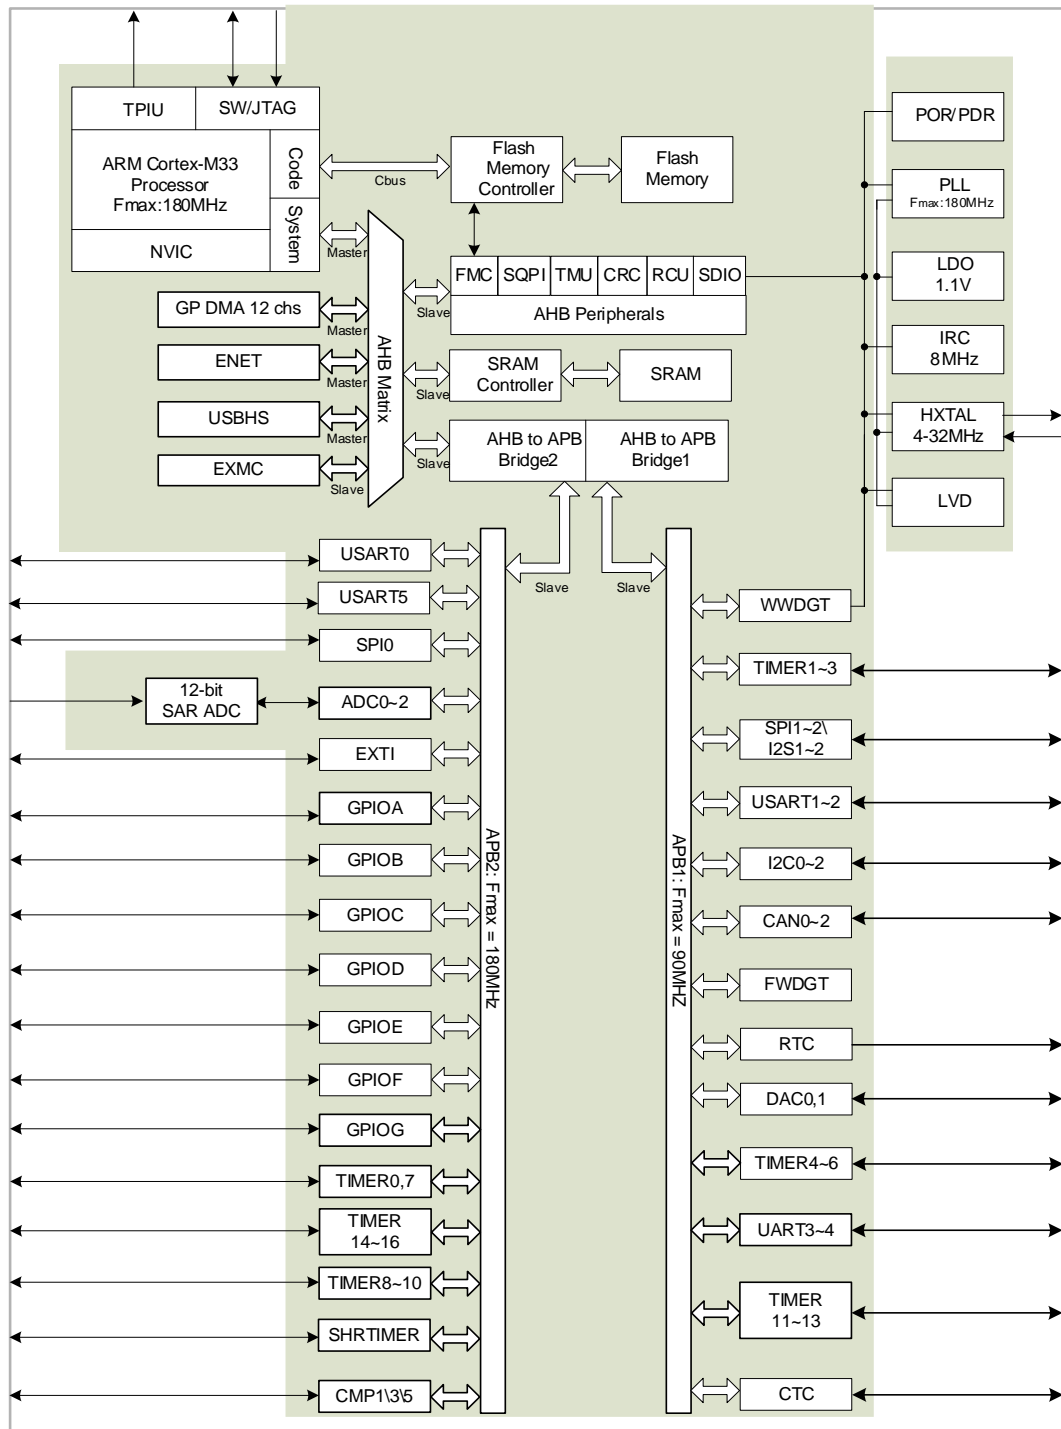 TPIU
SW/JTAG
ARM Cortex-M33
Processor
Fmax:180MHz
Code
System
NVIC
Cbus
Flash
Memory
Controller
Flash
Memory
POR/PDR
PLL
Fmax:180MHz
LDO
1.1V
IRC
8MHz
HXTAL
4-32MHz
LVD
Master
FMC
SQPI
TMU
CRC
RCU
SDIO
AHB Peripherals
Slave
GP DMA 12 chs
Master
ENET
Master
USBHS
Master
EXMC
Slave
AHB Matrix
SRAM
Controller
SRAM
Slave
AHB to APB
Bridge2
AHB to APB
Bridge1
Slave
Slave
Slave
USART0
USART5
SPI0
12-bit
SAR ADC
ADC0~2
EXTI
GPIOA
GPIOB
GPIOC
GPIOD
GPIOE
GPIOF
GPIOG
TIMER0,7
TIMER
14~16
TIMER8~10
SHRTIMER
CMP1\3\5
APB2: Fmax = 180MHz
APB1: Fmax = 90MHZ
WWDGT
TIMER1~3
SPI1~2\
I2S1~2
USART1~2
I2C0~2
CAN0~2
FWDGT
RTC
DAC0,1
TIMER4~6
UART3~4
TIMER
11~13
CTC